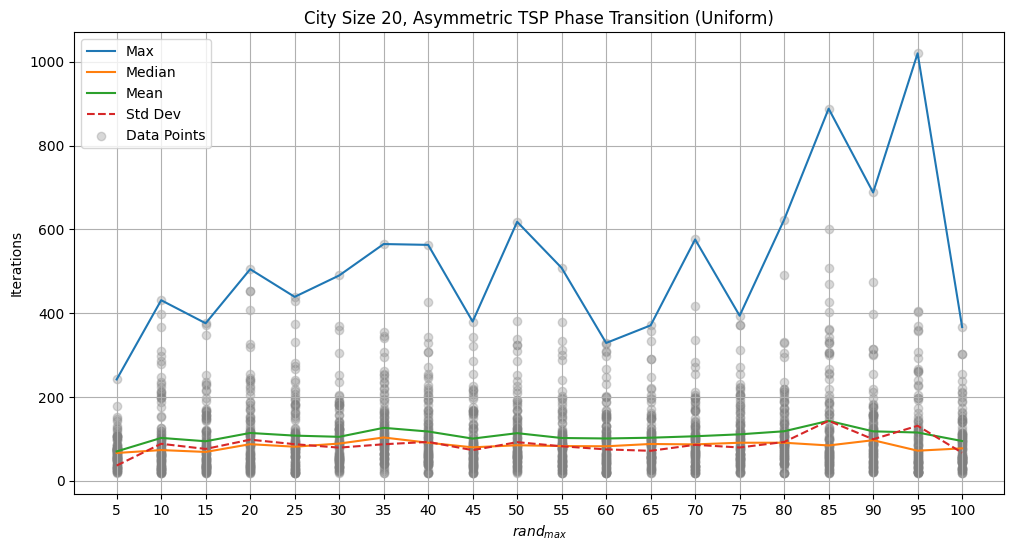 City Size 20, Asymmetric TSP Phase Transition (Uniform)
Max
Median
Mean
Std Dev
Data Points
Iterations
1000
800
600
400
200
0
5 10 15 20 25 30 35 40 45 50 55 60 65 70 75 80 85 90 95 100
rand_max